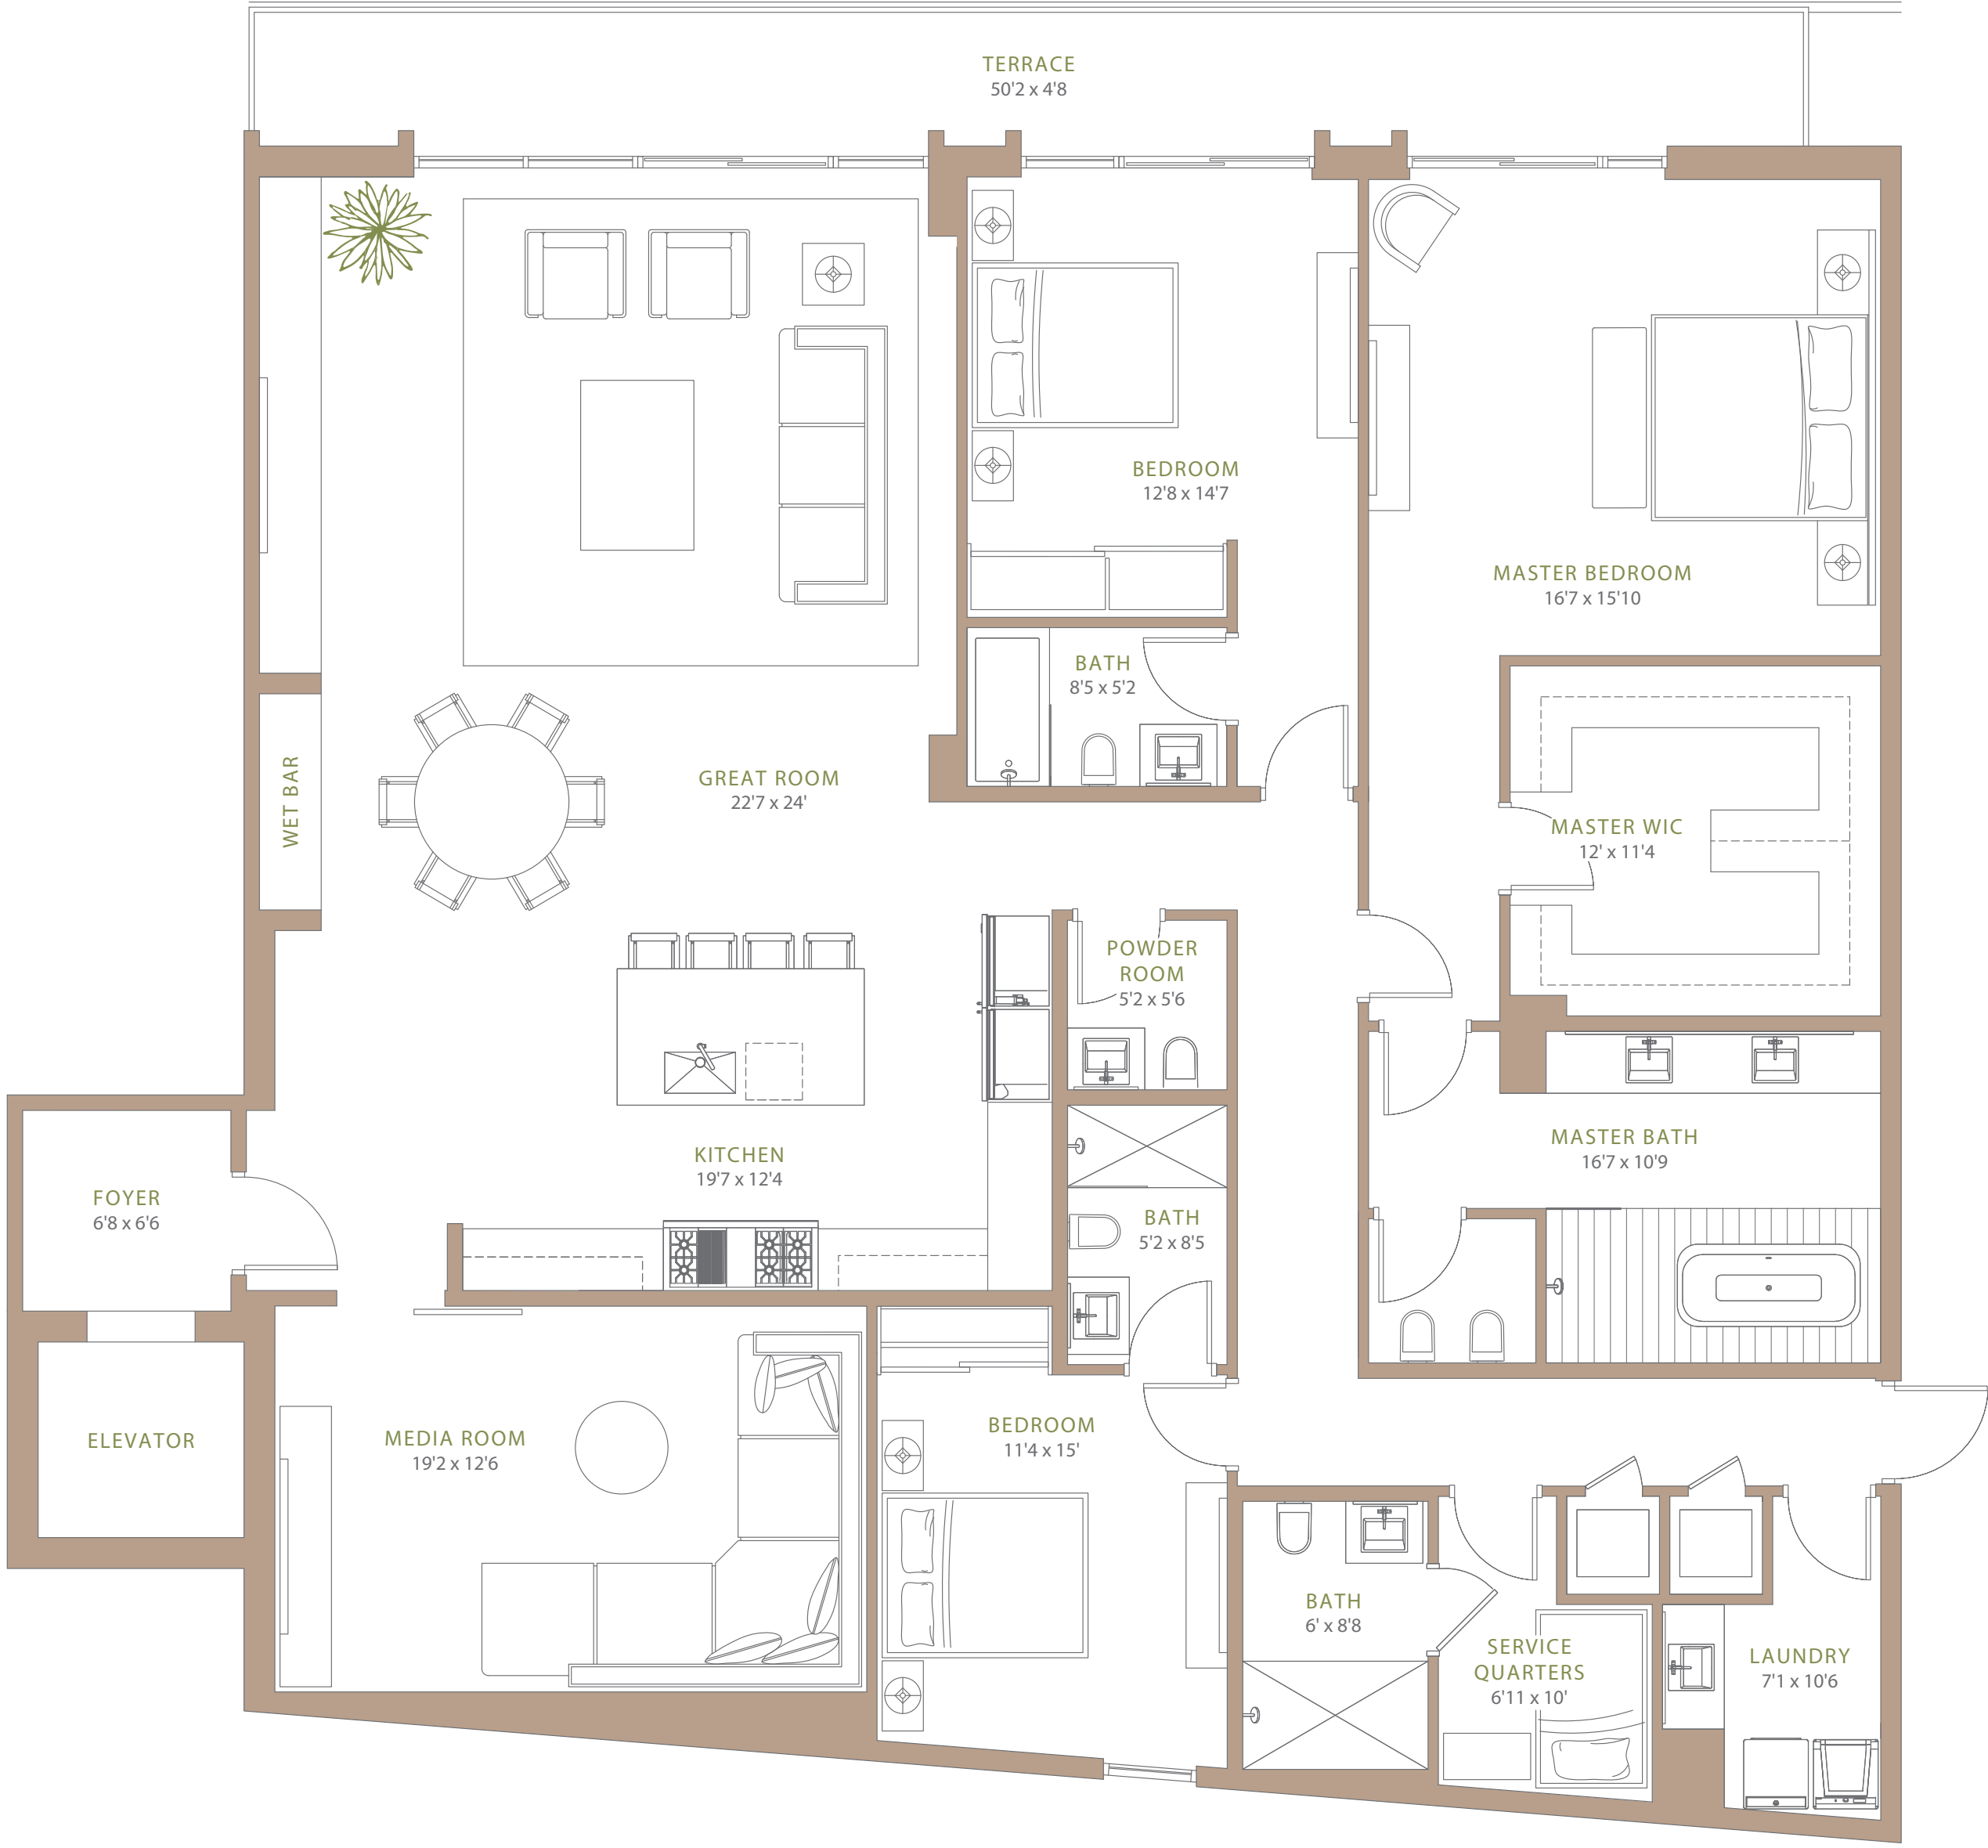 TERRACE
50'2 x 4'8
BEDROOM
12'8 x 14'7
MASTER BEDROOM
16'7 x 15'10
BATH
8'5 x 5'2
WET BAR
GREAT ROOM
22'7 x 24'
MASTER WIC
12' x 11'4
POWDER
ROOM
5'2 x 5'6
KITCHEN
19'7 x 12'4
MASTER BATH
16'7 x 10'9
FOYER
6'8 x 6'6
BATH
5'2 x 8'5
ELEVATOR
MEDIA ROOM
19'2 x 12'6
BEDROOM
11'4 x 15'
BATH
6' x 8'8
SERVICE
QUARTERS
6'11 x 10'
LAUNDRY
7'1 x 10'6